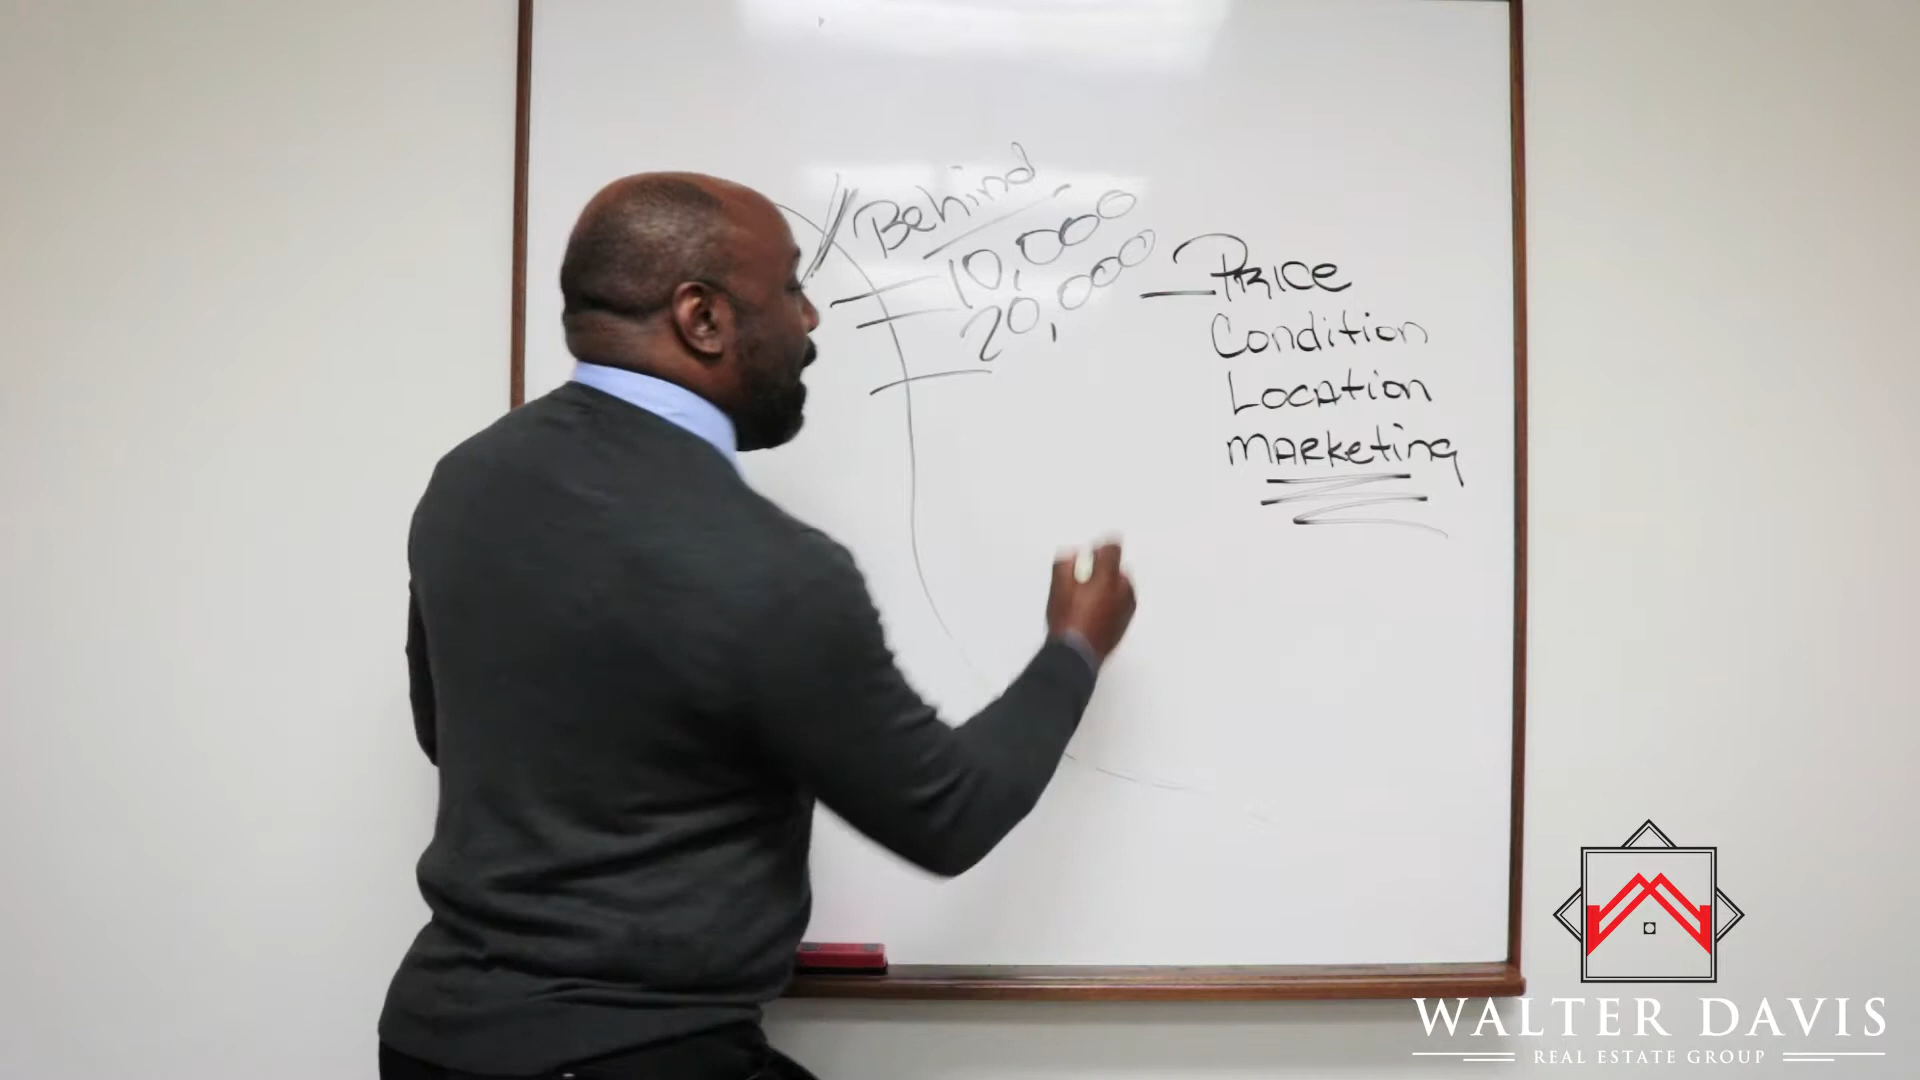 Behind
10,000
20,000
Price
Condition
Location
Marketing
WALTER DAVIS
REAL ESTATE GROUP